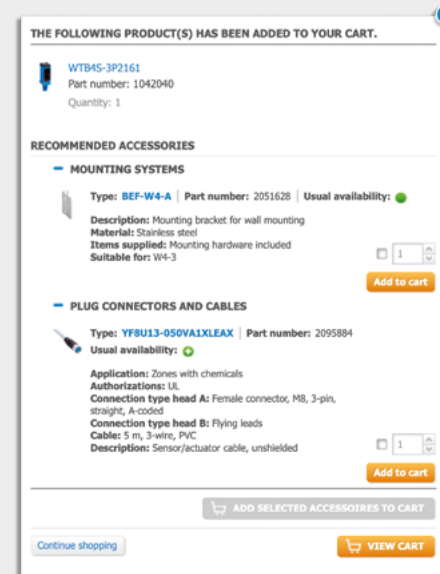 THE FOLLOWING PRODUCT(S) HAS BEEN ADDED TO YOUR CART.
WTB4S-3P2161
Part number: 1042040
Quantity: 1
RECOMMENDED ACCESSORIES
MOUNTING SYSTEMS
Type: BEF-W4-A | Part number: 2051628 | Usual availability:
Description: Mounting bracket for wall mounting
Material: Stainless steel
Items supplied: Mounting hardware included
Suitable for: W4-3
1
Add to cart
PLUG CONNECTORS AND CABLES
Type: YF8U13-050VA1XLEAX | Part number: 2095884
Usual availability:
Application: Zones with chemicals
Authorizations: UL
Connection type head A: Female connector, M8, 3-pin,
straight, A-coded
Connection type head B: Flying leads
Cable: 5 m, 3-wire, PVC
Description: Sensor/actuator cable, unshielded
1
Add to cart
ADD SELECTED ACCESSOIRES TO CART
Continue shopping
VIEW CART